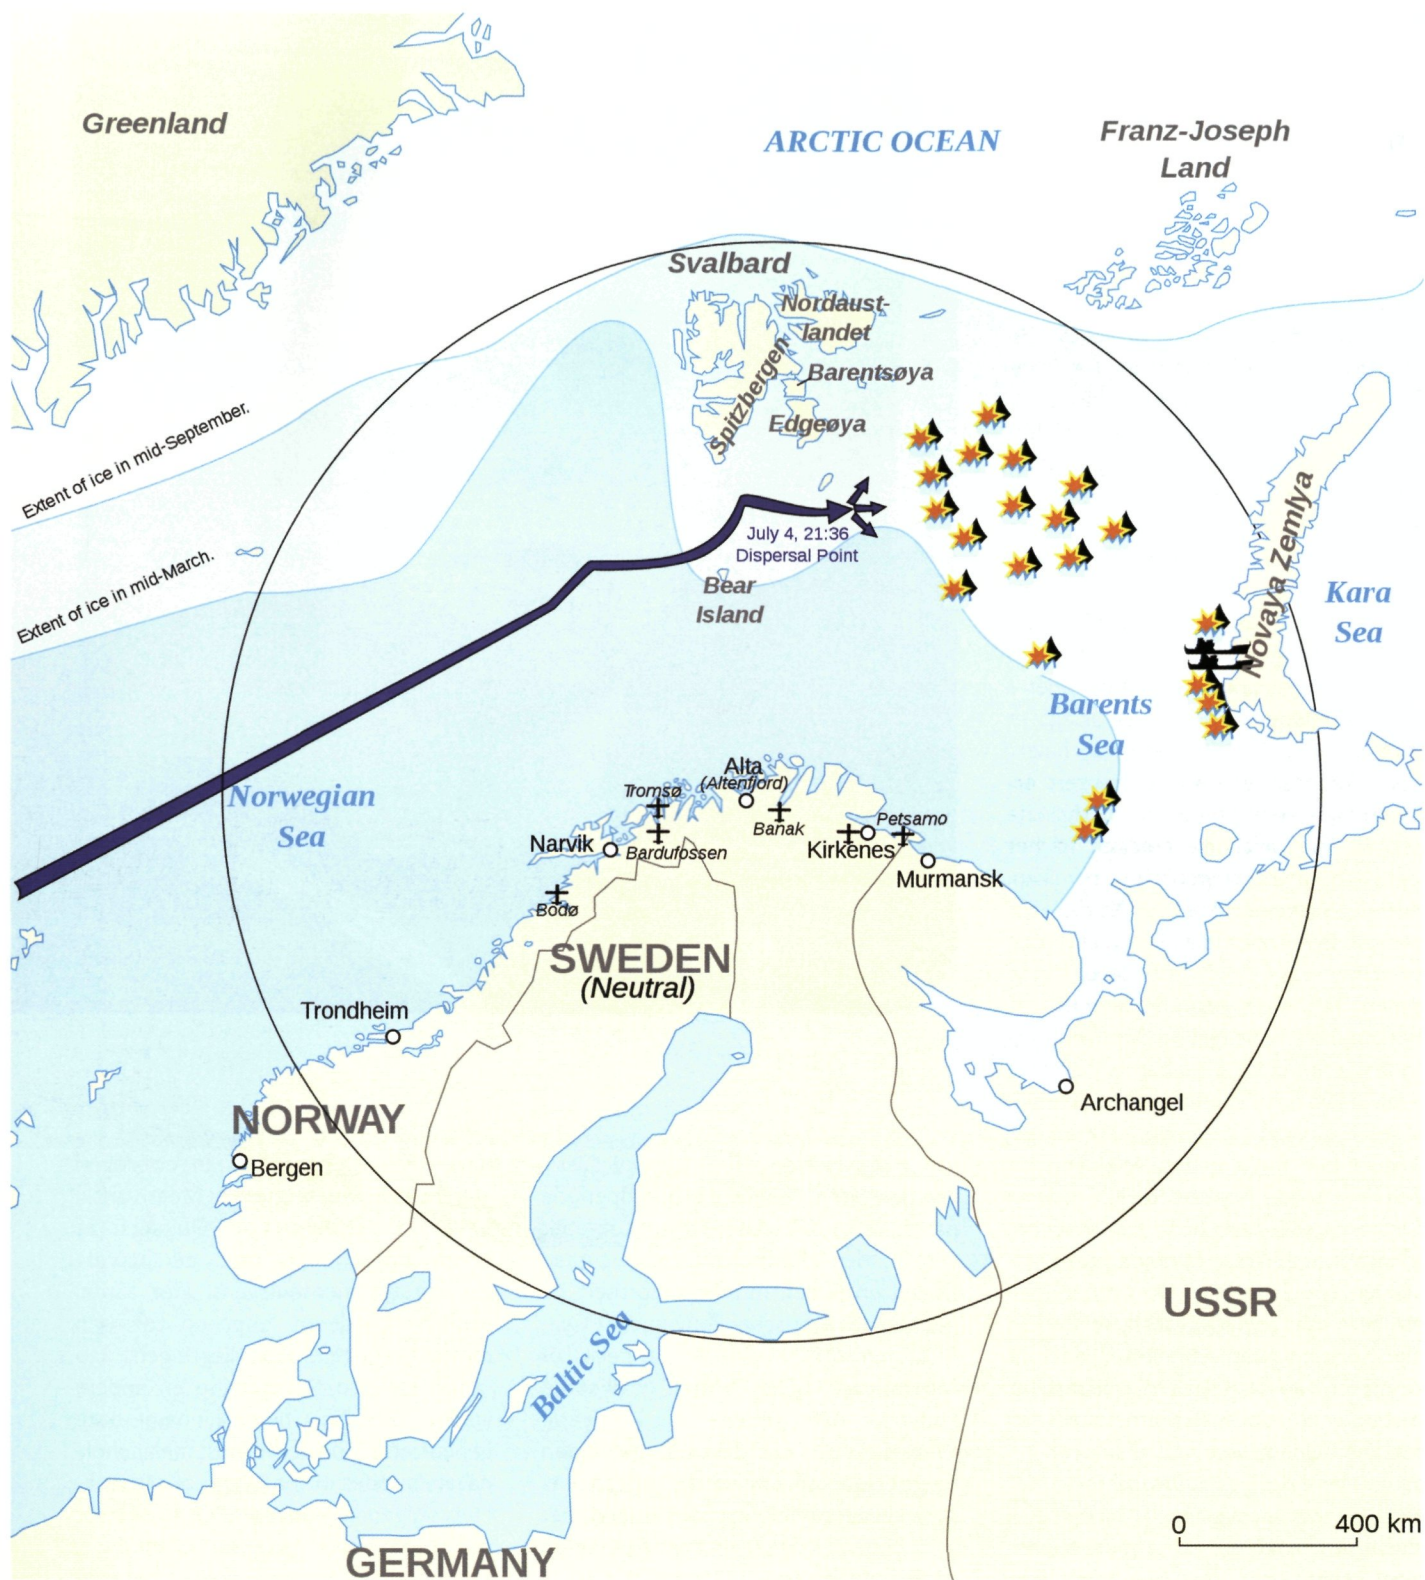 Greenland
ARCTIC OCEAN
Franz-Joseph
Land
Svalbard
Nordaust-
landet
Spitzbergen
Barentsøya
Edgeøya
Extent of ice in mid-September.
Extent of ice in mid-March.
July 4, 21:36
Dispersal Point
Bear
Island
Novaya Zemlya
Kara
Sea
Barents
Sea
Norwegian
Sea
Alta
(Altenfjord)
Tromsø
Banak
Petsamo
Narvik
Bardufossen
Kirkenes
Murmansk
Bodø
SWEDEN
(Neutral)
Trondheim
Archangel
NORWAY
Bergen
USSR
Baltic Sea
0 400 km
GERMANY